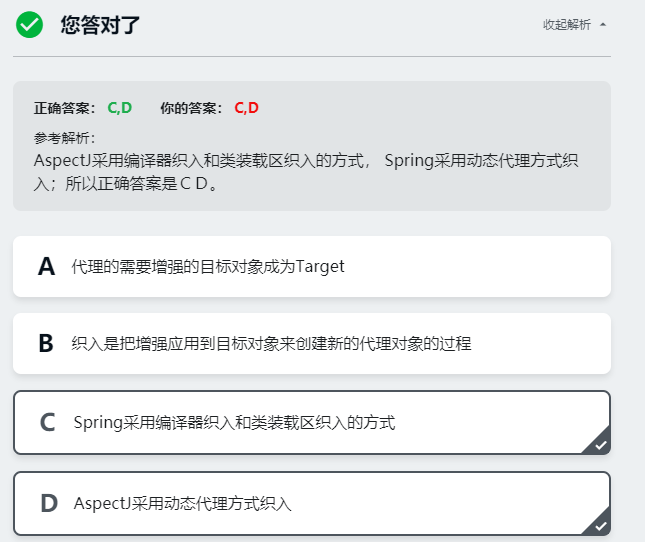 您答对了
收起解析
正确答案： C,D 你的答案： C,D
参考解析：
AspectJ采用编译器织入和类装载区织入的方式， Spring采用动态代理方式织
入；所以正确答案是ＣＤ。
A 代理的需要增强的目标对象成为Target
B 织入是把增强应用到目标对象来创建新的代理对象的过程
C Spring采用编译器织入和类装载区织入的方式
D AspectJ采用动态代理方式织入